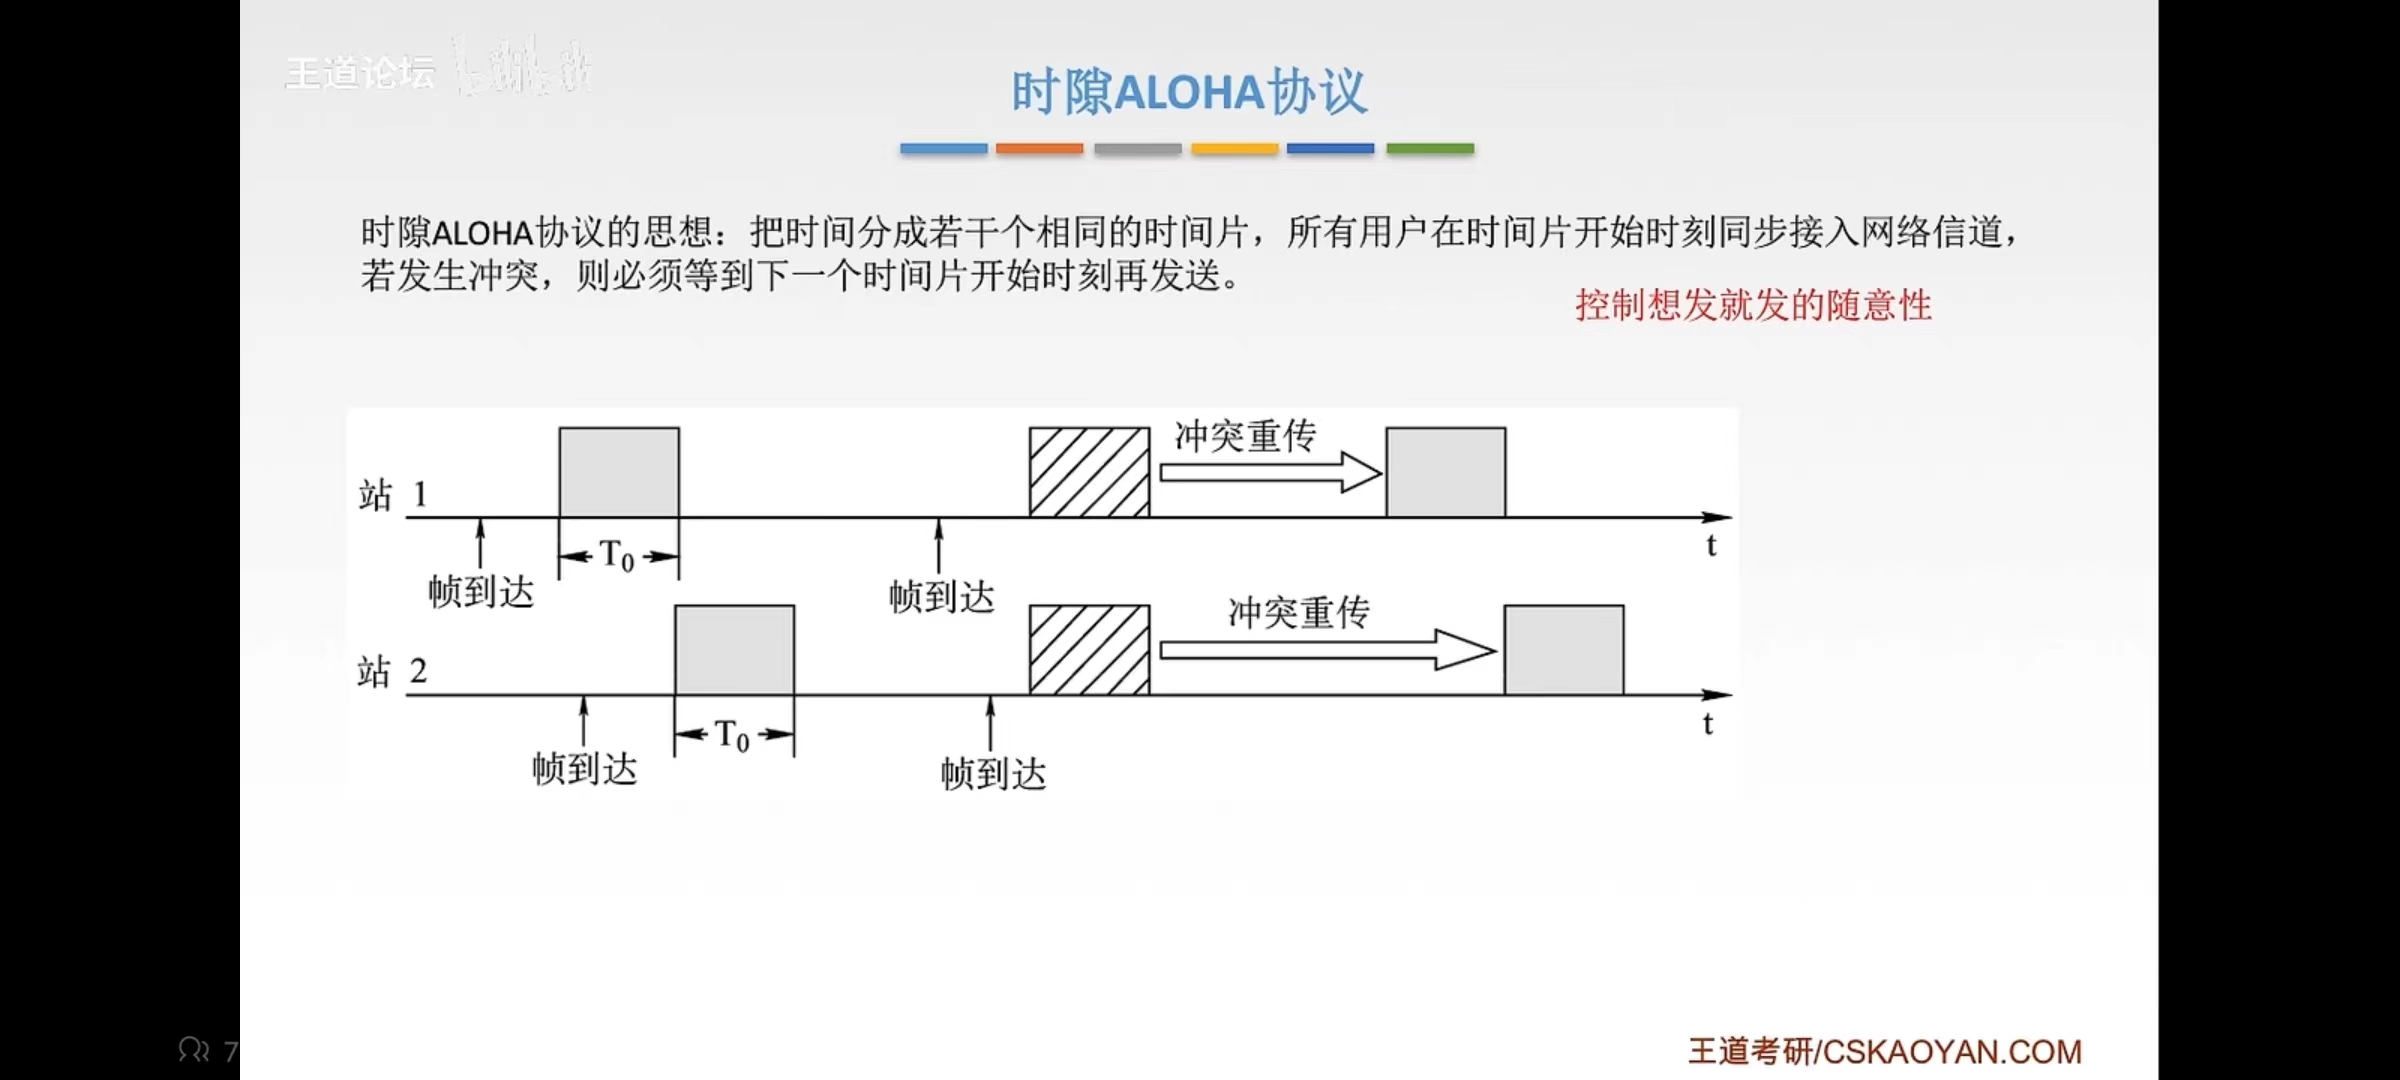 王道论坛
时隙ALOHA协议
时隙ALOHA协议的思想：把时间分成若干个相同的时间片，所有用户在时间片开始时刻同步接入网络信道，
若发生冲突，则必须等到下一个时间片开始时刻再发送。
控制想发就发的随意性
冲突重传
站 1
T₀
t
帧到达
帧到达
冲突重传
站 2
T₀
t
帧到达
帧到达
7
王道考研/CSKAOYAN.COM